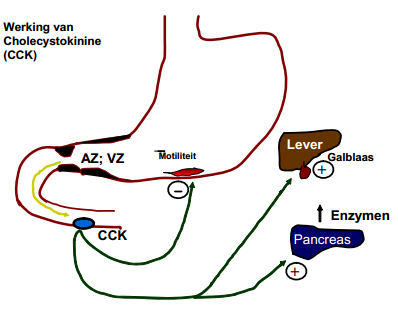 Werking van
Cholecystokinine
(CCK)
AZ; VZ
Motiliteit
Lever
Galblaas
+
−
CCK
Enzymen
Pancreas
+